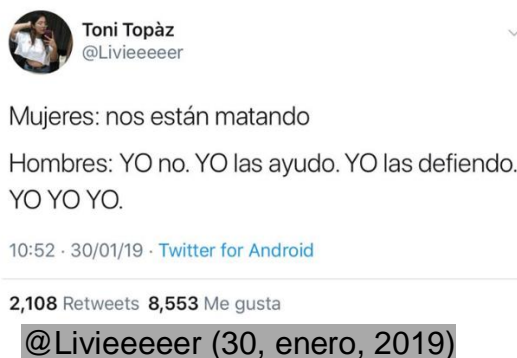 Toni Topàz
@Livieeeeer
Mujeres: nos están matando
Hombres: YO no. YO las ayudo. YO las defiendo.
YO YO YO.
10:52 · 30/01/19 · Twitter for Android
2,108 Retweets 8,553 Me gusta
@Livieeeeer (30, enero, 2019)